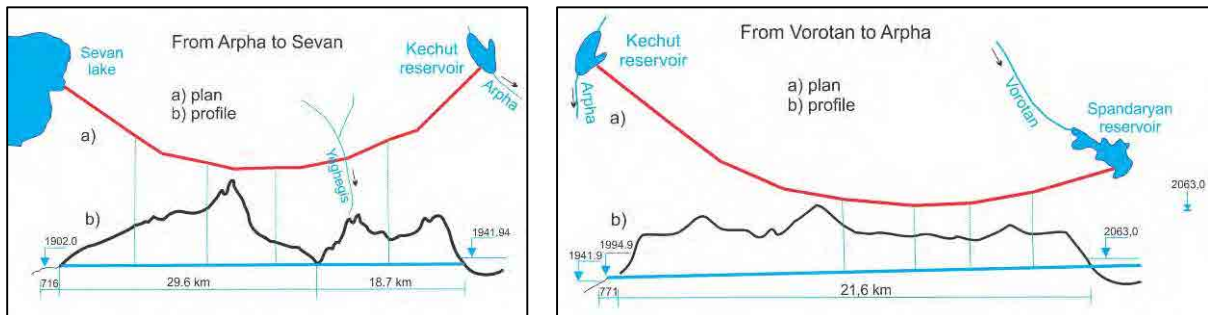 From Arpha to Sevan
Sevan
lake
Kechut
reservoir
Arpha
a) plan
b) profile
a)
Yeghegis
b)
1902.0
1941.94
716
29.6 km
18.7 km
From Vorotan to Arpha
Kechut
reservoir
Arpha
a) plan
b) profile
a)
Vorotan
Spandaryan
reservoir
2063,0
b)
1941.9
1994.9
2063,0
771
21,6 km